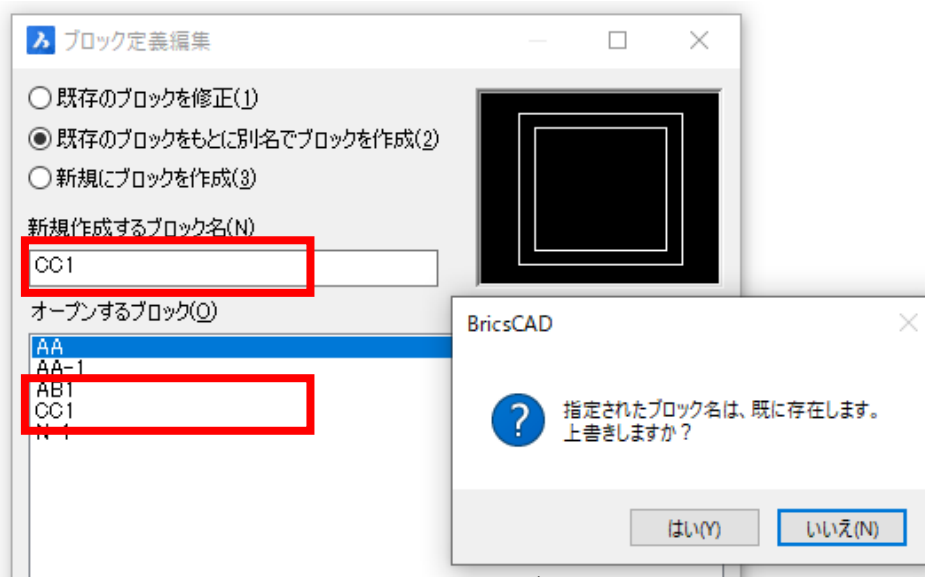 ブロック定義編集
既存のブロックを修正(1)
既存のブロックをもとに別名でブロックを作成(2)
新規にブロックを作成(3)
新規作成するブロック名(N)
CC1
オープンするブロック(O)
AA
AA-1
AB1
CC1
N-1
BricsCAD
指定されたブロック名は、既に存在します。
上書きしますか？
はい(Y)
いいえ(N)